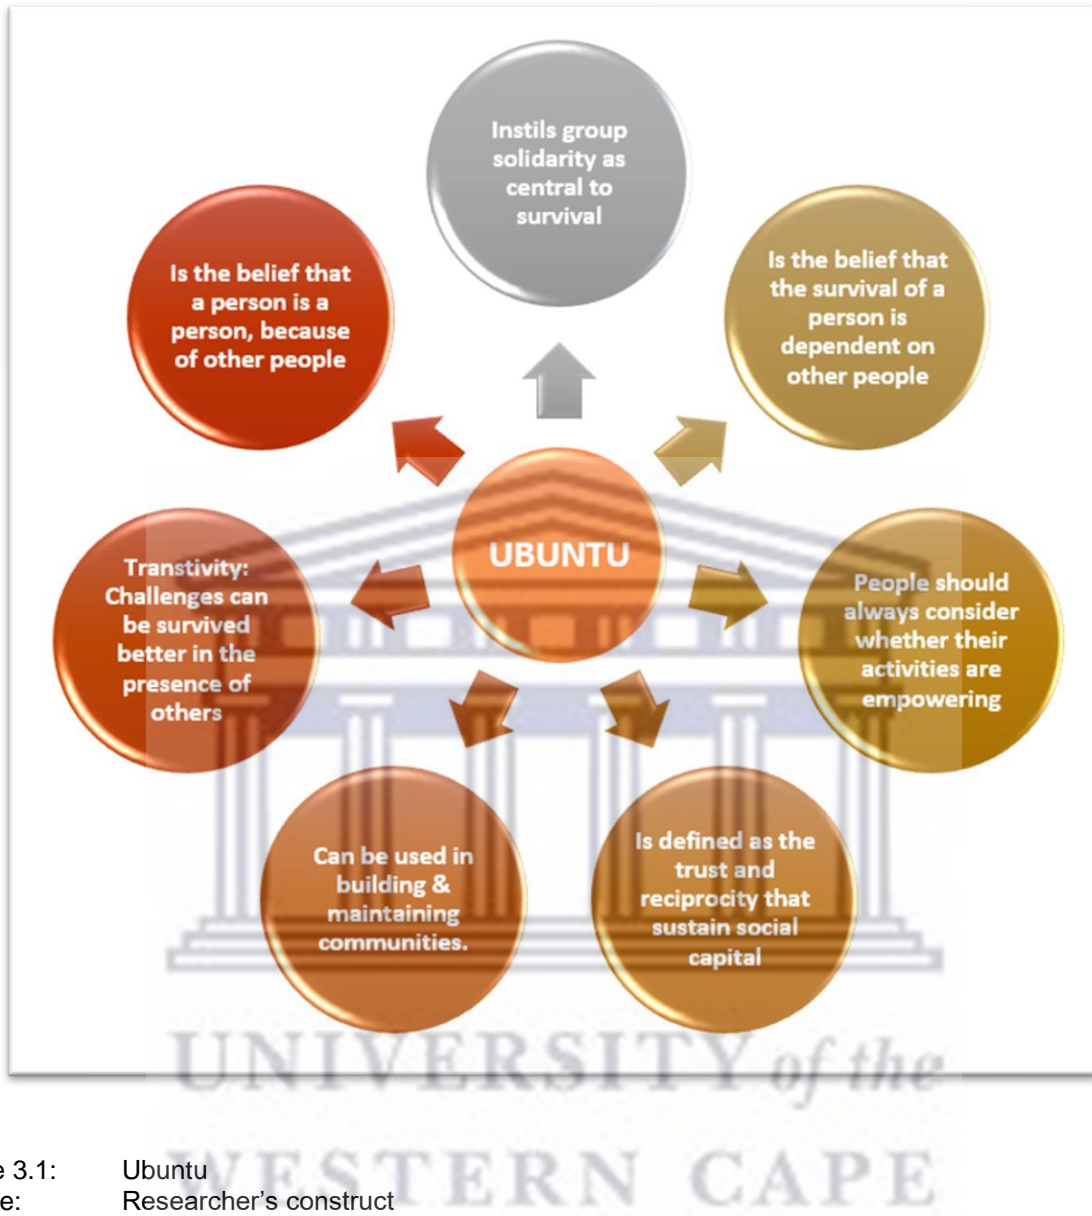 Instils group
solidarity as
central to
survival
Is the belief that
the survival of a
person is
dependent on
other people
People should
always consider
whether their
activities are
empowering
Is defined as the
trust and
reciprocity that
sustain social
capital
Can be used in
building &
maintaining
communities.
Transtivity:
Challenges can
be survived
better in the
presence of
others
Is the belief that
a person is a
person, because
of other people
UBUNTU
UNIVERSITY of the
WESTERN CAPE
e 3.1: Ubuntu
e: Researcher's construct